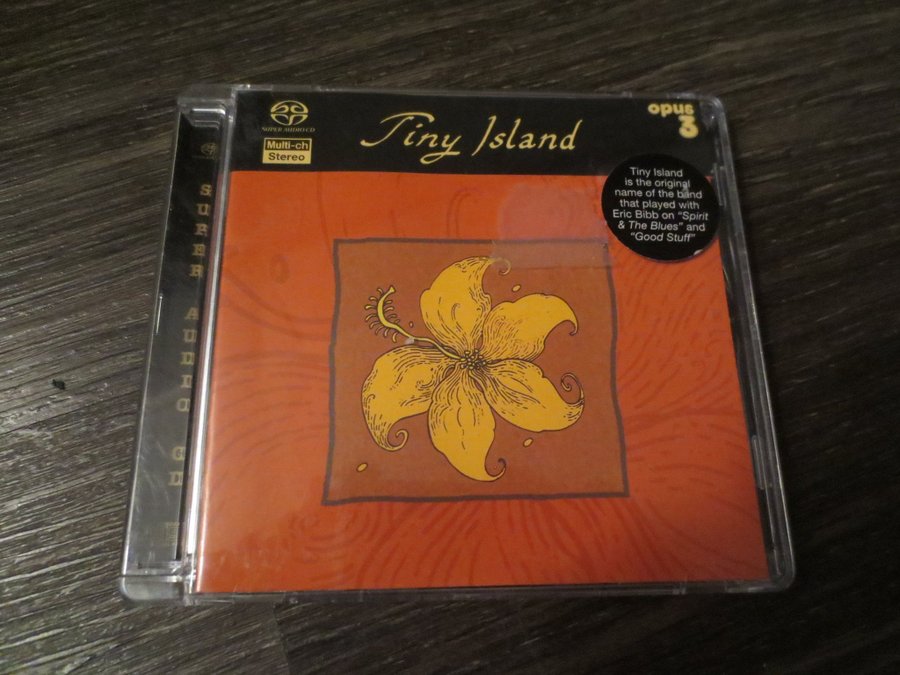 SUPER AUDIO CD
Multi-ch
Stereo
Tiny Island
opus
3
Tiny Island
is the original
name of the band
that played with
Eric Bibb on "Spirit
& The Blues" and
"Good Stuff"
SUPER AUDIO CD